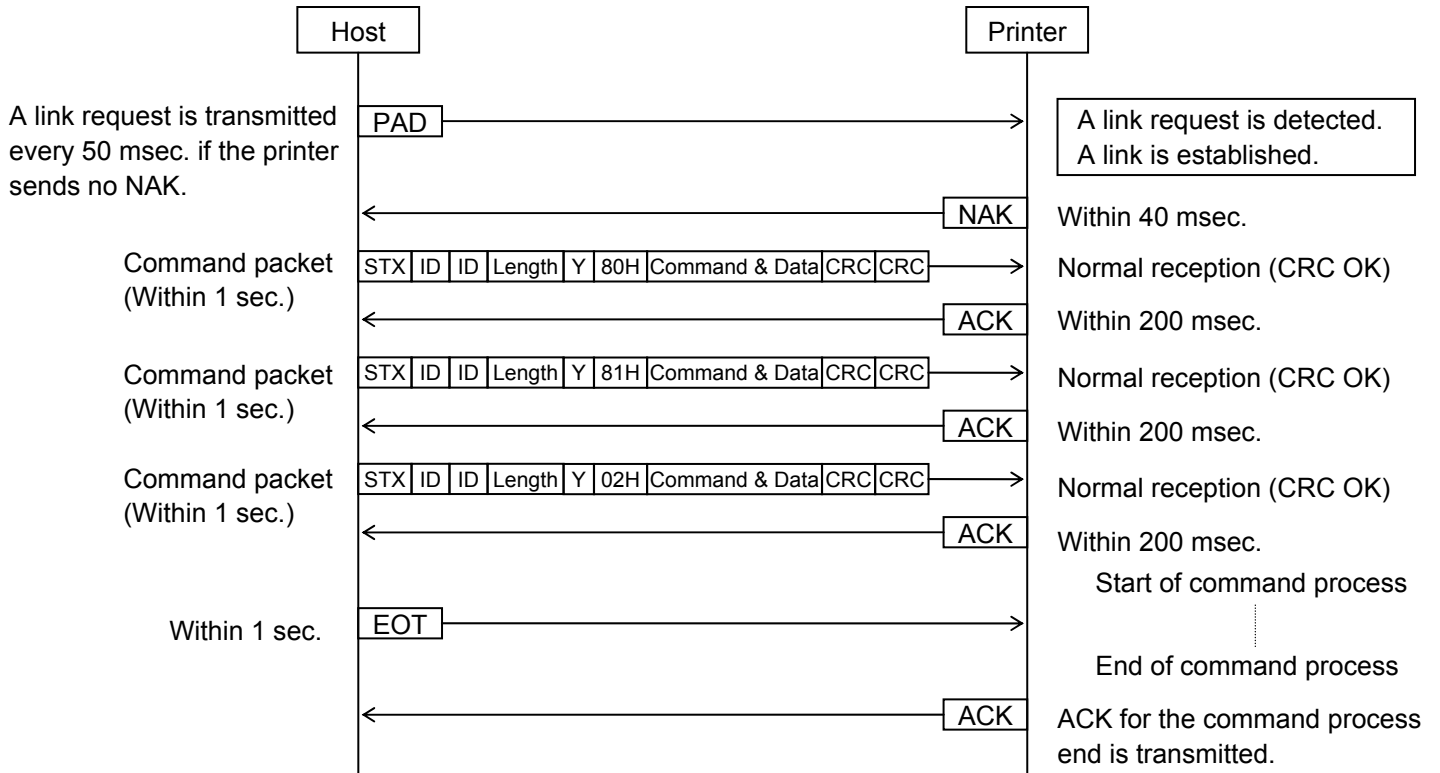 Host
Printer
A link request is transmitted
every 50 msec. if the printer
sends no NAK.
PAD
A link request is detected.
A link is established.
NAK
Within 40 msec.
Command packet
(Within 1 sec.)
STX ID ID Length Y 80H Command & Data CRC CRC
Normal reception (CRC OK)
ACK
Within 200 msec.
Command packet
(Within 1 sec.)
STX ID ID Length Y 81H Command & Data CRC CRC
Normal reception (CRC OK)
ACK
Within 200 msec.
Command packet
(Within 1 sec.)
STX ID ID Length Y 02H Command & Data CRC CRC
Normal reception (CRC OK)
ACK
Within 200 msec.
Start of command process
Within 1 sec.
EOT
End of command process
ACK
ACK for the command process
end is transmitted.